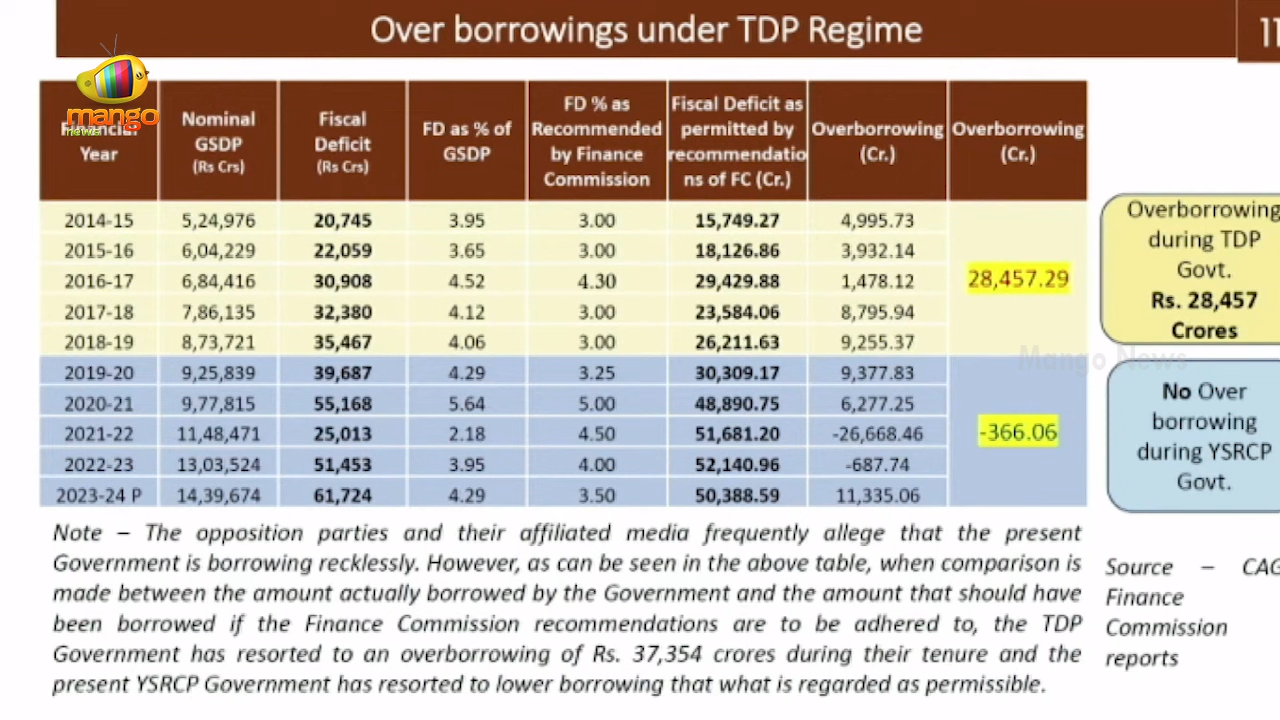 Over borrowings under TDP Regime
11
mango
news
Financial Year
Nominal GSDP (Rs Crs)
Fiscal Deficit (Rs Crs)
FD as % of GSDP
FD % as Recommended by Finance Commission
Fiscal Deficit as permitted by recommendatio ns of FC (Cr.)
Overborrowing (Cr.)
Overborrowing (Cr.)
2014-15 5,24,976 20,745 3.95 3.00 15,749.27 4,995.73
2015-16 6,04,229 22,059 3.65 3.00 18,126.86 3,932.14
2016-17 6,84,416 30,908 4.52 4.30 29,429.88 1,478.12
2017-18 7,86,135 32,380 4.12 3.00 23,584.06 8,795.94
2018-19 8,73,721 35,467 4.06 3.00 26,211.63 9,255.37
28,457.29
2019-20 9,25,839 39,687 4.29 3.25 30,309.17 9,377.83
2020-21 9,77,815 55,168 5.64 5.00 48,890.75 6,277.25
2021-22 11,48,471 25,013 2.18 4.50 51,681.20 -26,668.46
2022-23 13,03,524 51,453 3.95 4.00 52,140.96 -687.74
2023-24 P 14,39,674 61,724 4.29 3.50 50,388.59 11,335.06
-366.06
Overborrowing
during TDP
Govt.
Rs. 28,457
Crores
Mango News
No Over
borrowing
during YSRCP
Govt.
Note – The opposition parties and their affiliated media frequently allege that the present
Government is borrowing recklessly. However, as can be seen in the above table, when comparison is
made between the amount actually borrowed by the Government and the amount that should have
been borrowed if the Finance Commission recommendations are to be adhered to, the TDP
Government has resorted to an overborrowing of Rs. 37,354 crores during their tenure and the
present YSRCP Government has resorted to lower borrowing that what is regarded as permissible.
Source – CAG
Finance
Commission
reports